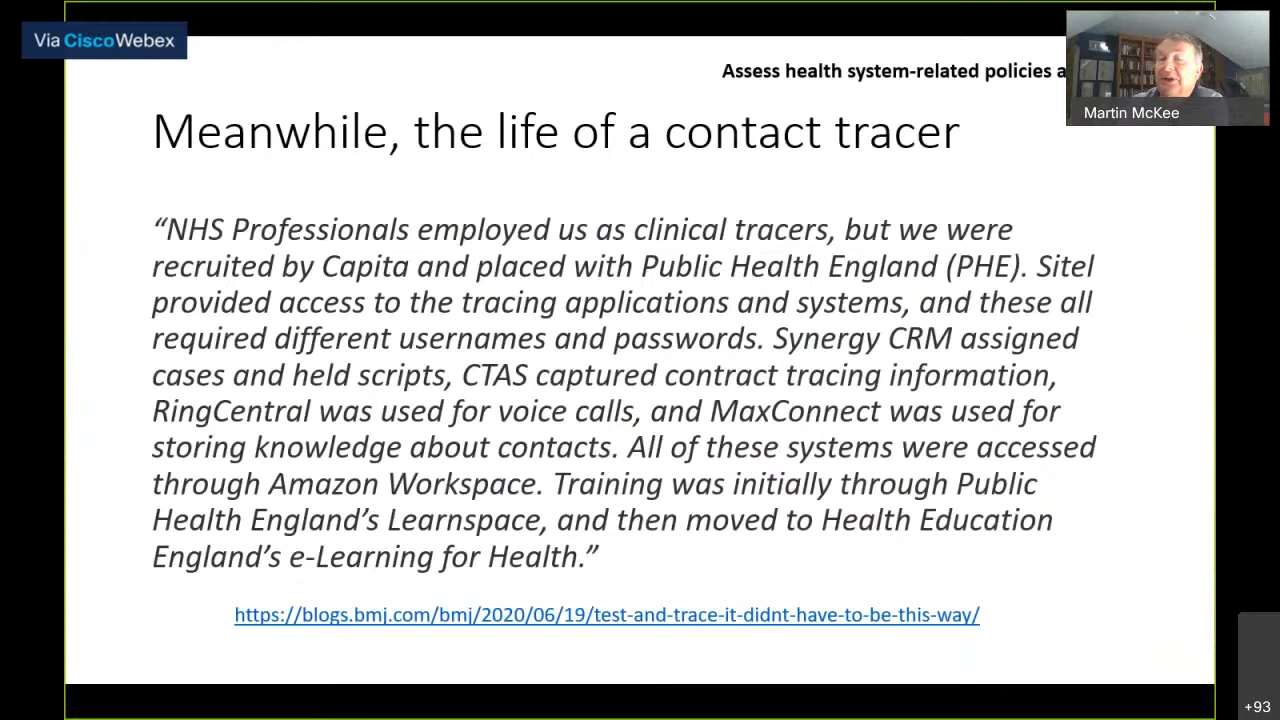 Via Cisco Webex
Assess health system-related policies a
Martin McKee
Meanwhile, the life of a contact tracer
“NHS Professionals employed us as clinical tracers, but we were
recruited by Capita and placed with Public Health England (PHE). Sitel
provided access to the tracing applications and systems, and these all
required different usernames and passwords. Synergy CRM assigned
cases and held scripts, CTAS captured contract tracing information,
RingCentral was used for voice calls, and MaxConnect was used for
storing knowledge about contacts. All of these systems were accessed
through Amazon Workspace. Training was initially through Public
Health England’s Learnspace, and then moved to Health Education
England’s e-Learning for Health.”
https://blogs.bmj.com/bmj/2020/06/19/test-and-trace-it-didnt-have-to-be-this-way/
+93